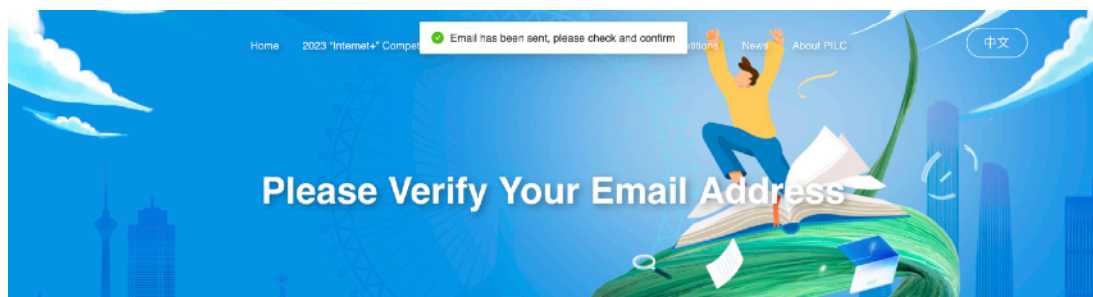 Email has been sent, please check and confirm
Home 2023 "Internet+" Compet News About PILC 中文
Please Verify Your Email Address